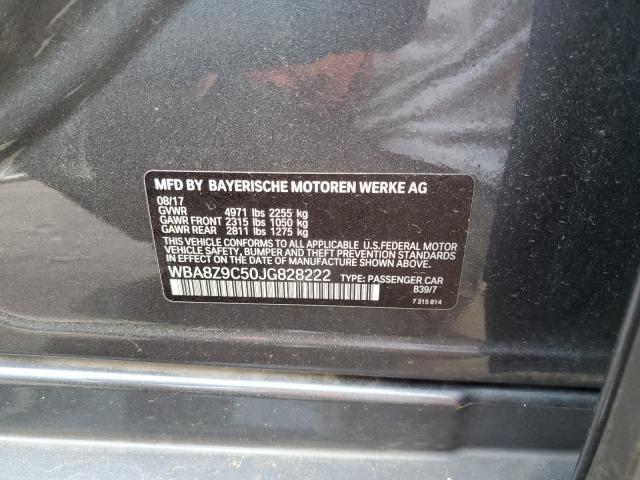 MFD BY BAYERISCHE MOTOREN WERKE AG
08/17
GVWR 4971 lbs 2255 kg
GAWR FRONT 2315 lbs 1050 kg
GAWR REAR 2811 lbs 1275 kg
THIS VEHICLE CONFORMS TO ALL APPLICABLE U.S.FEDERAL MOTOR
VEHICLE SAFETY, BUMPER AND THEFT PREVENTION STANDARDS
IN EFFECT ON THE DATE OF MANUFACTURE SHOWN ABOVE.
WBA8Z9C50JG828222 TYPE: PASSENGER CAR
B39/7
7 315 814